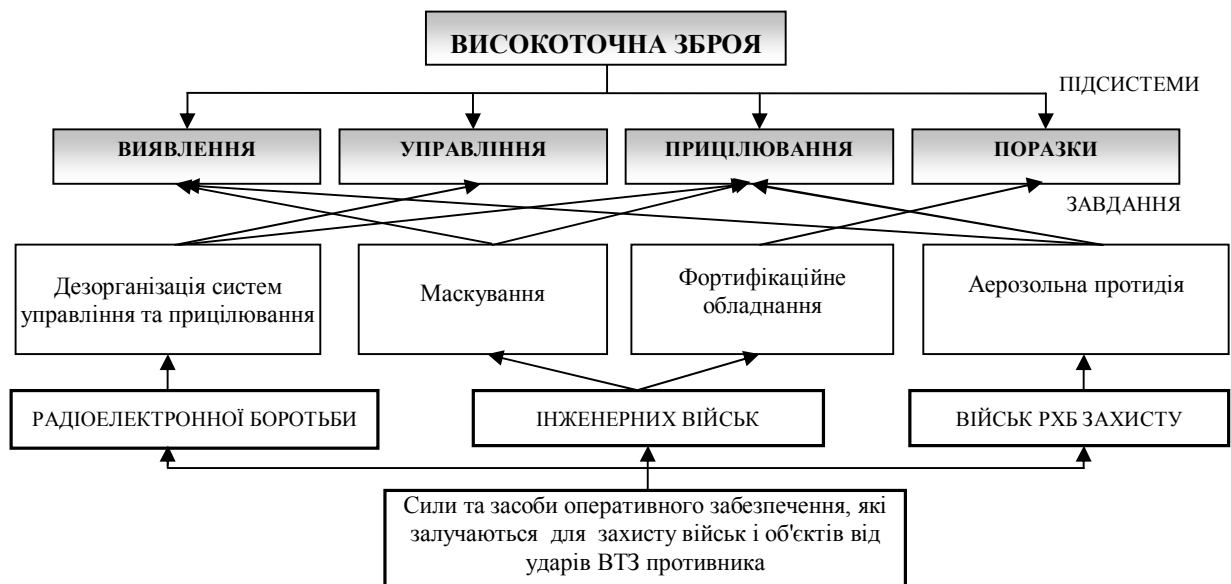 ВИСОКОТОЧНА ЗБРОЯ
ПІДСИСТЕМИ
ВИЯВЛЕННЯ
УПРАВЛІННЯ
ПРИЦІЛЮВАННЯ
ПОРАЗКИ
ЗАВДАННЯ
Дезорганізація систем
управління та прицілювання
Маскування
Фортифікаційне
обладнання
Аерозольна протидія
РАДІОЕЛЕКТРОННОЇ БОРОТЬБИ
ІНЖЕНЕРНИХ ВІЙСЬК
ВІЙСЬК РХБ ЗАХИСТУ
Сили та засоби оперативного забезпечення, які
залучаються для захисту військ і об'єктів від
ударів ВТЗ противника